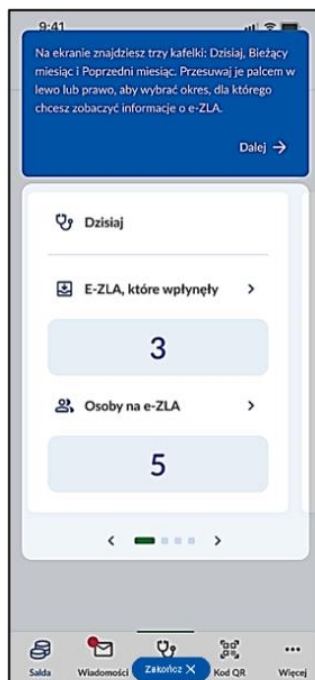 9:41
Na ekranie znajdziesz trzy kafelki: Dzisiaj, Bieżący
miesiąc i Poprzedni miesiąc. Przesuwaj je palcem w
lewo lub prawo, aby wybrać okres, dla którego
chcesz zobaczyć informacje o e-ZLA.
Dalej →
Dzisiaj
E-ZLA, które wpłynęły
3
Osoby na e-ZLA
5
Salda Wiadomości Zakończ X Kod QR Więcej